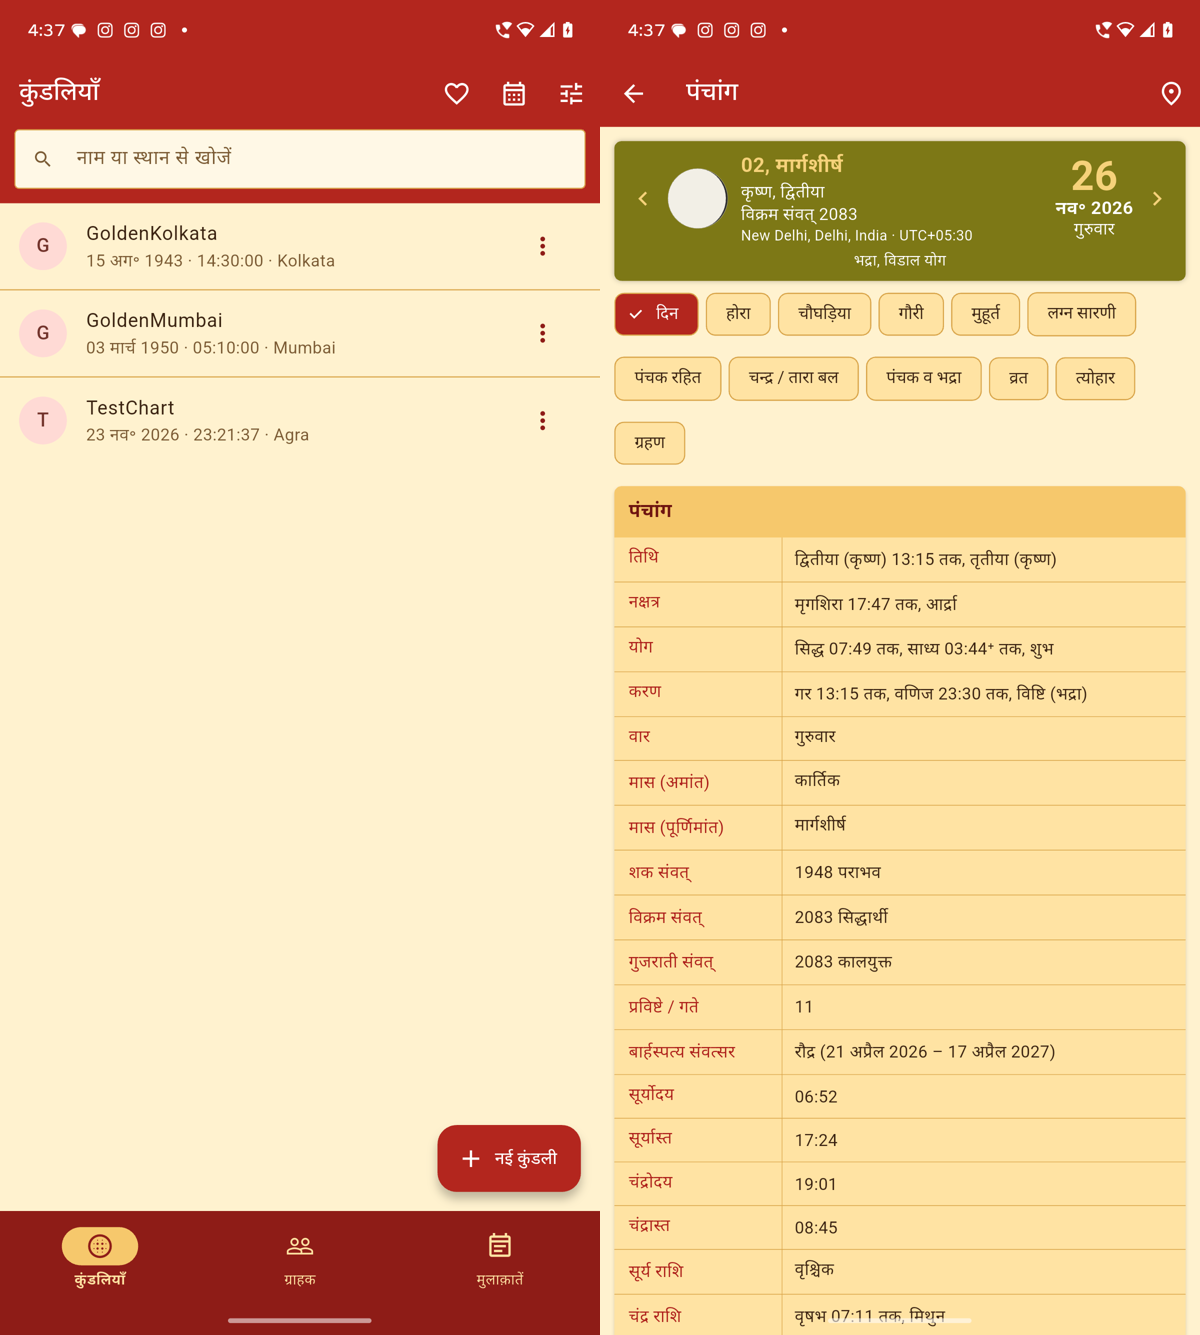 4:37
कुंडलियाँ
नाम या स्थान से खोजें
G
GoldenKolkata
15 अग॰ 1943 · 14:30:00 · Kolkata
G
GoldenMumbai
03 मार्च 1950 · 05:10:00 · Mumbai
T
TestChart
23 नव॰ 2026 · 23:21:37 · Agra
+ नई कुंडली
कुंडलियाँ
ग्राहक
मुलाक़ातें
4:37
पंचांग
02, मार्गशीर्ष
कृष्ण, द्वितीया
विक्रम संवत् 2083
New Delhi, Delhi, India · UTC+05:30
भद्रा, विडाल योग
26
नव॰ 2026
गुरुवार
दिन होरा चौघड़िया गौरी मुहूर्त लग्न सारणी
पंचक रहित चन्द्र / तारा बल पंचक व भद्रा व्रत त्योहार
ग्रहण
पंचांग
तिथि द्वितीया (कृष्ण) 13:15 तक, तृतीया (कृष्ण)
नक्षत्र मृगशिरा 17:47 तक, आर्द्रा
योग सिद्ध 07:49 तक, साध्य 03:44⁺ तक, शुभ
करण गर 13:15 तक, वणिज 23:30 तक, विष्टि (भद्रा)
वार गुरुवार
मास (अमांत) कार्तिक
मास (पूर्णिमांत) मार्गशीर्ष
शक संवत् 1948 पराभव
विक्रम संवत् 2083 सिद्धार्थी
गुजराती संवत् 2083 कालयुक्त
प्रविष्टे / गते 11
बार्हस्पत्य संवत्सर रौद्र (21 अप्रैल 2026 – 17 अप्रैल 2027)
सूर्योदय 06:52
सूर्यास्त 17:24
चंद्रोदय 19:01
चंद्रास्त 08:45
सूर्य राशि वृश्चिक
चंद्र राशि वृषभ 07:11 तक, मिथुन